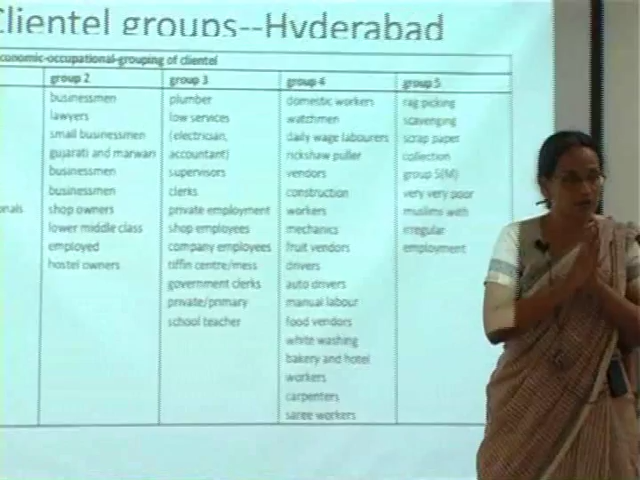 Clientel groups--Hyderabad
conomic-occupational-grouping of clientel
group 2
businessmen
lawyers
small businessmen
gujarati and marwari
businessmen
businessmen
shop owners
lower middle class
employed
hostel owners
group 3
plumber
low services
(electrician,
accountant)
supervisors
clerks
private employment
shop employees
company employees
tiffin centre/mess
government clerks
private/primary
school teacher
group 4
domestic workers
watchmen
daily wage labourers
rickshaw puller
vendors
construction
workers
mechanics
fruit vendors
drivers
auto drivers
manual labour
food vendors
white washing
bakery and hotel
workers
carpenters
saree workers
group 5
rag picking
scavenging
scrap paper
collection
group 5(M)
very very poor
muslims with
irregular
employment
onals